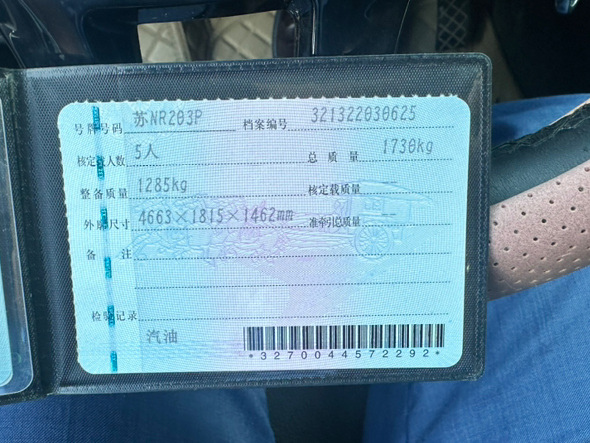 号牌号码 苏NR203P 档案编号 321322030625
核定载人数 5人 总质量 1730kg
整备质量 1285kg 核定载质量 --
外廓尺寸 4663×1815×1462mm 准牵引总质量 --
备注
检验记录
汽油
*3270044572292*